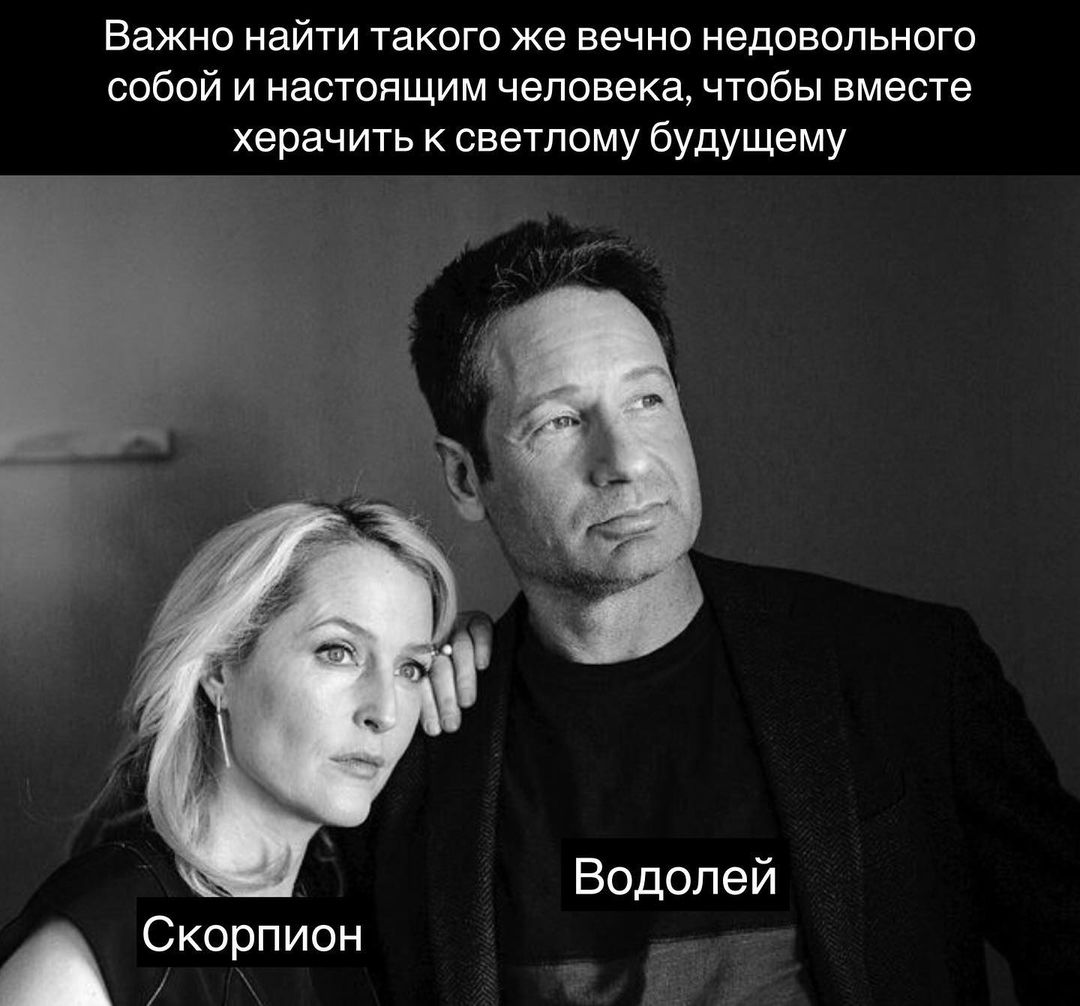 Важно найти такого же вечно недовольного
собой и настоящим человека, чтобы вместе
херачить к светлому будущему
Водолей
Скорпион